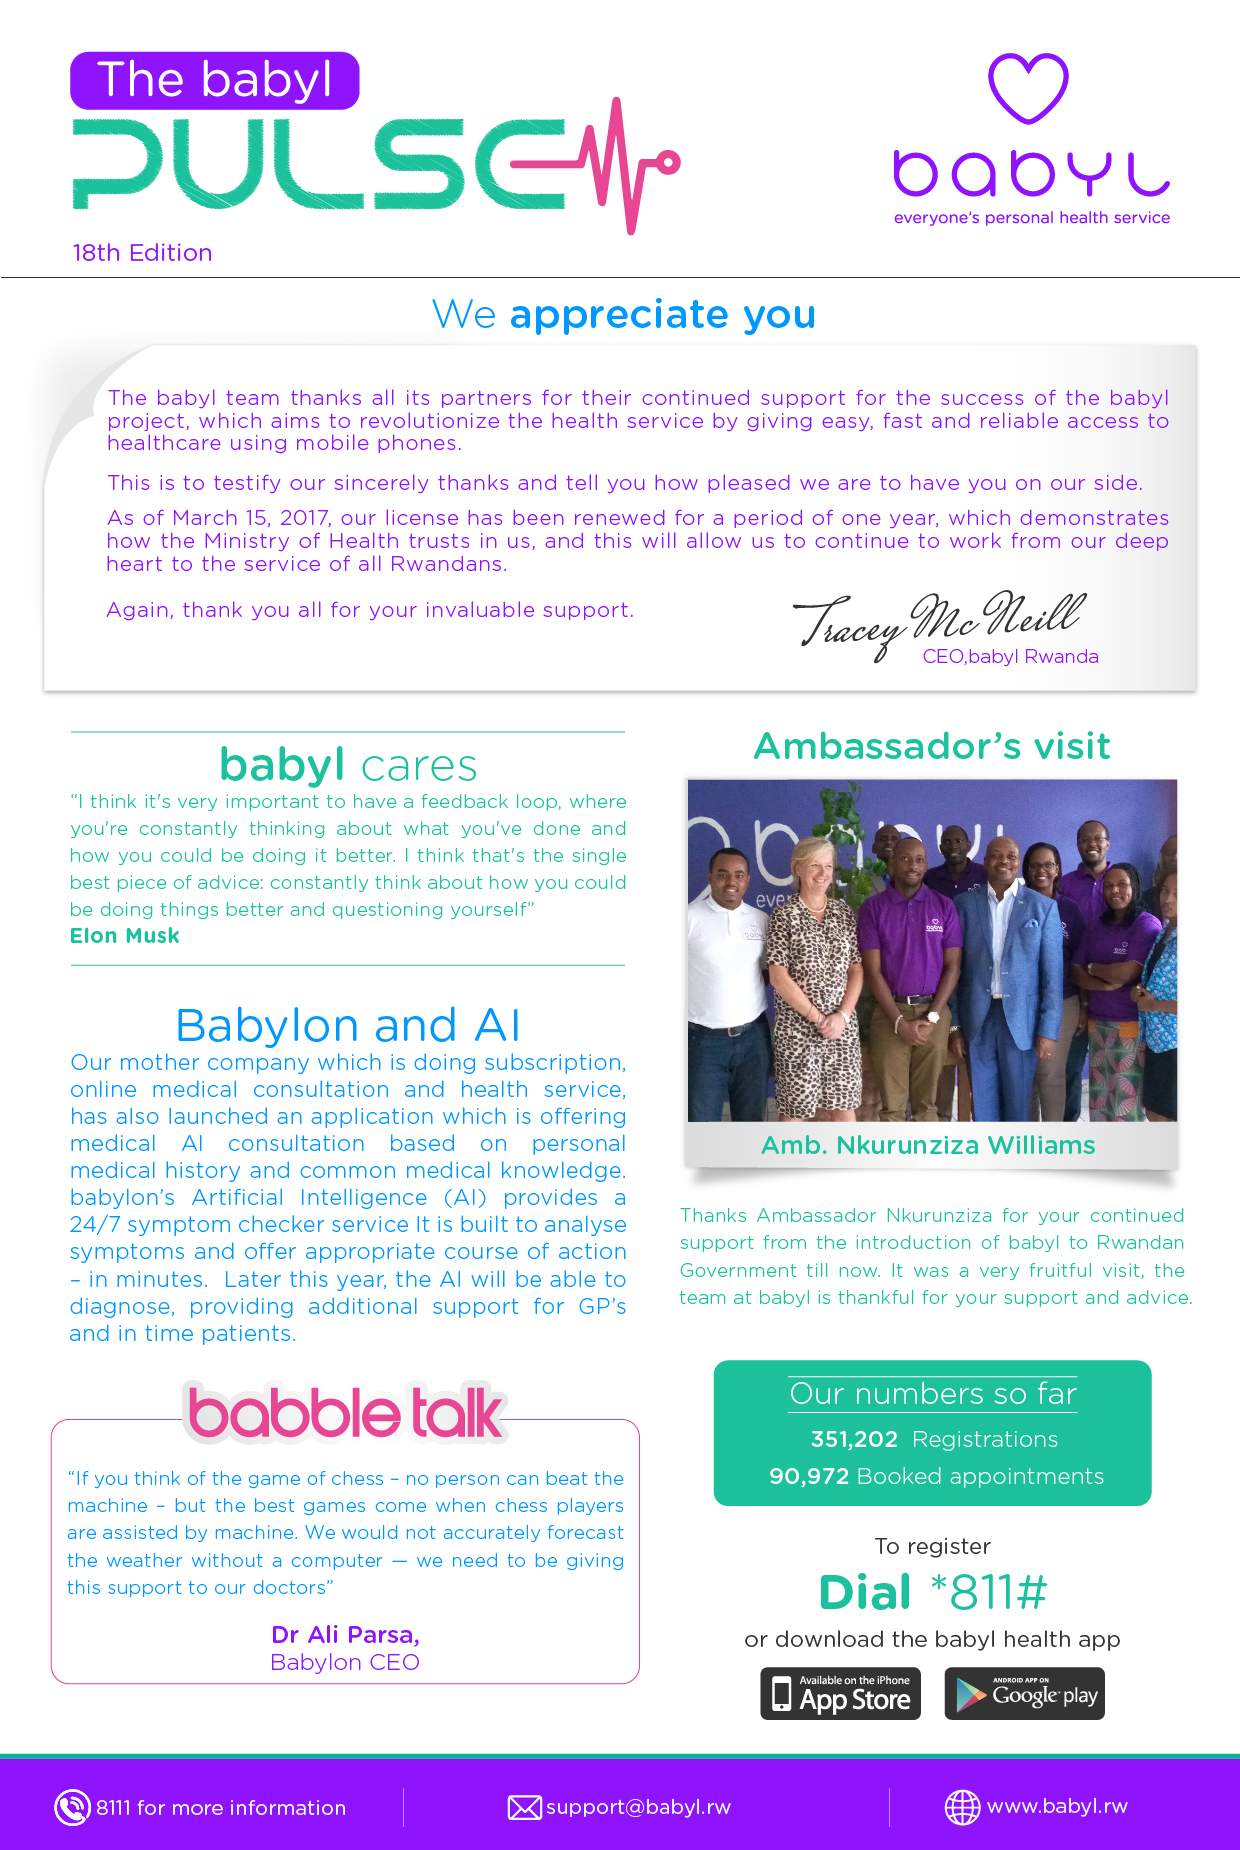 The babyl
PULSE
18th Edition
babyl
everyone's personal health service
We appreciate you
The babyl team thanks all its partners for their continued support for the success of the babyl
project, which aims to revolutionize the health service by giving easy, fast and reliable access to
healthcare using mobile phones.
This is to testify our sincerely thanks and tell you how pleased we are to have you on our side.
As of March 15, 2017, our license has been renewed for a period of one year, which demonstrates
how the Ministry of Health trusts in us, and this will allow us to continue to work from our deep
heart to the service of all Rwandans.
Again, thank you all for your invaluable support.
Tracey McNeill
CEO,babyl Rwanda
babyl cares
“I think it's very important to have a feedback loop, where
you're constantly thinking about what you've done and
how you could be doing it better. I think that's the single
best piece of advice: constantly think about how you could
be doing things better and questioning yourself”
Elon Musk
Babylon and AI
Our mother company which is doing subscription,
online medical consultation and health service,
has also launched an application which is offering
medical AI consultation based on personal
medical history and common medical knowledge.
babylon’s Artificial Intelligence (AI) provides a
24/7 symptom checker service It is built to analyse
symptoms and offer appropriate course of action
– in minutes.  Later this year, the AI will be able to
diagnose, providing additional support for GP’s
and in time patients.
babble talk
“If you think of the game of chess – no person can beat the
machine – but the best games come when chess players
are assisted by machine. We would not accurately forecast
the weather without a computer — we need to be giving
this support to our doctors”
Dr Ali Parsa,
Babylon CEO
Ambassador’s visit
Amb. Nkurunziza Williams
Thanks Ambassador Nkurunziza for your continued
support from the introduction of babyl to Rwandan
Government till now. It was a very fruitful visit, the
team at babyl is thankful for your support and advice.
Our numbers so far
351,202 Registrations
90,972 Booked appointments
To register
Dial *811#
or download the babyl health app
Available on the iPhone
App Store
ANDROID APP ON
Google play
8111 for more information
support@babyl.rw
www.babyl.rw